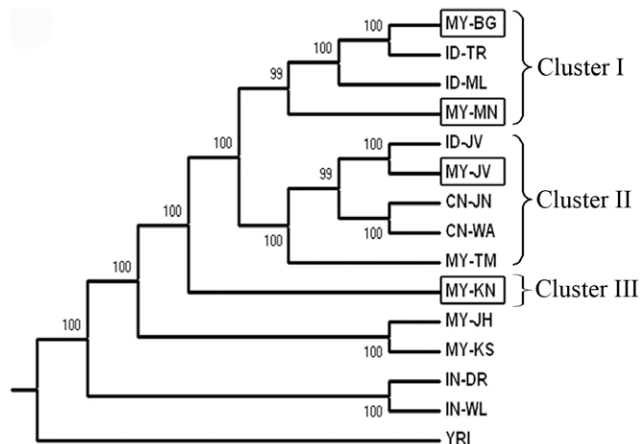 MY-BG
100
ID-TR
100
ID-ML
Cluster I
99
MY-MN
100
ID-JV
100
MY-JV
99
CN-JN
Cluster II
100
CN-WA
100
100
MY-TM
100
MY-KN
Cluster III
100
MY-JH
100
MY-KS
100
IN-DR
100
IN-WL
YRI